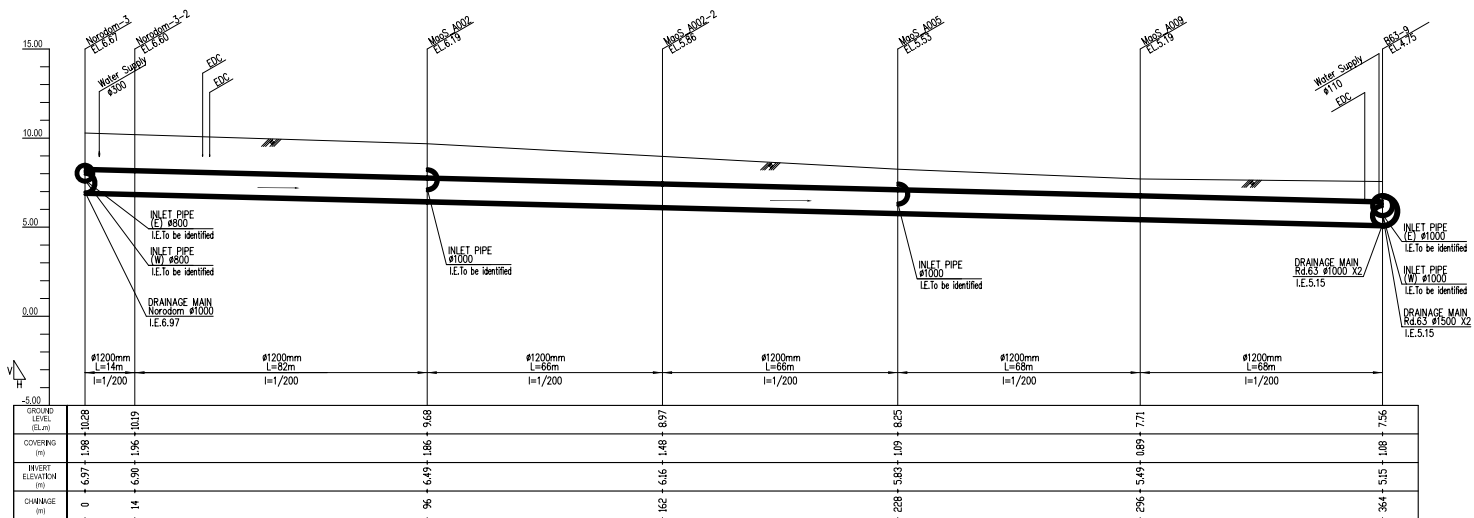 Norodom-3
EL.6.67
Norodom-3-2
EL.6.60
MaoS_A002
EL.6.19
MaoS_A002-2
EL.5.86
MaoS_A005
EL.5.53
MaoS_A009
EL.5.19
B63-9
EL.4.75
Water Supply
ø300
EDC
EDC
Water Supply
ø110
EDC
15.00
10.00
5.00
0.00
-5.00
V
H
INLET PIPE
(E) ø800
I.E.To be identified
INLET PIPE
(W) ø800
I.E.To be identified
DRAINAGE MAIN
Norodom ø1000
I.E.6.97
INLET PIPE
ø1000
I.E.To be identified
INLET PIPE
ø1000
I.E.To be identified
DRAINAGE MAIN
Rd.63 ø1000 X2
I.E.5.15
INLET PIPE
(E) ø1000
I.E.To be identified
INLET PIPE
(W) ø1000
I.E.To be identified
DRAINAGE MAIN
Rd.63 ø1500 X2
I.E.5.15
ø1200mm
L=14m
I=1/200
ø1200mm
L=82m
I=1/200
ø1200mm
L=66m
I=1/200
ø1200mm
L=66m
I=1/200
ø1200mm
L=68m
I=1/200
ø1200mm
L=68m
I=1/200
GROUND
LEVEL
(EL.m)
10.28 10.19 9.68 8.97 8.25 7.71 7.56
COVERING
(m)
1.98 1.96 1.86 1.48 1.09 0.89 1.08
INVERT
ELEVATION
(m)
6.97 6.90 6.49 6.16 5.83 5.49 5.15
CHAINAGE
(m)
0 14 96 162 228 296 364